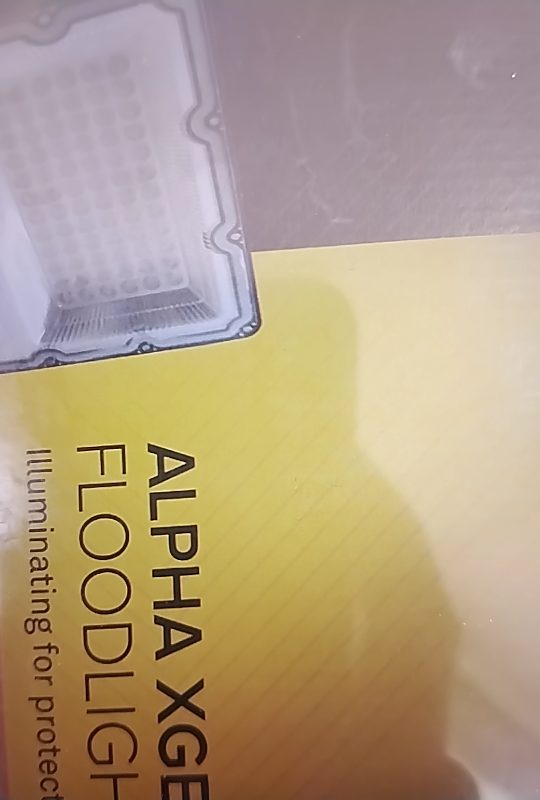 ALPHA XGE
FLOODLIGH
Illuminating for protect